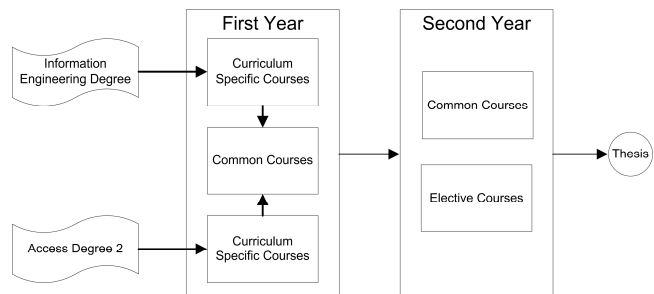 First Year
Second Year
Information
Engineering Degree
Curriculum
Specific Courses
Common Courses
Curriculum
Specific Courses
Access Degree 2
Common Courses
Elective Courses
Thesis